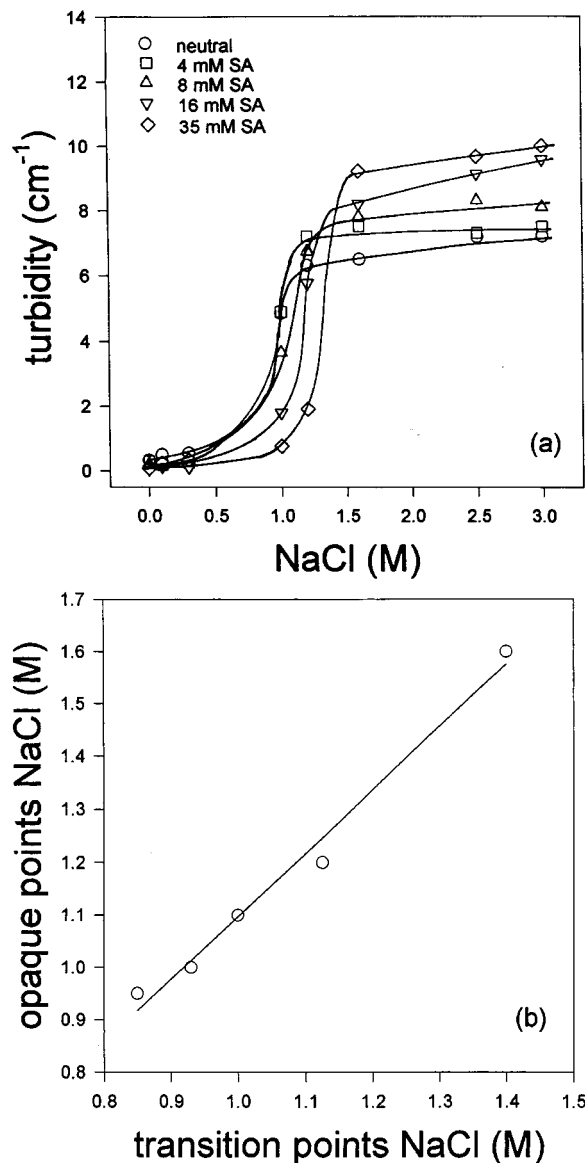 14
12
10
8
6
4
2
0
turbidity (cm⁻¹)
neutral
4 mM SA
8 mM SA
16 mM SA
35 mM SA
(a)
0.0 0.5 1.0 1.5 2.0 2.5 3.0
NaCl (M)
1.7
1.6
1.5
1.4
1.3
1.2
1.1
1.0
0.9
0.8
opaque points NaCl (M)
(b)
0.8 0.9 1.0 1.1 1.2 1.3 1.4 1.5
transition points NaCl (M)